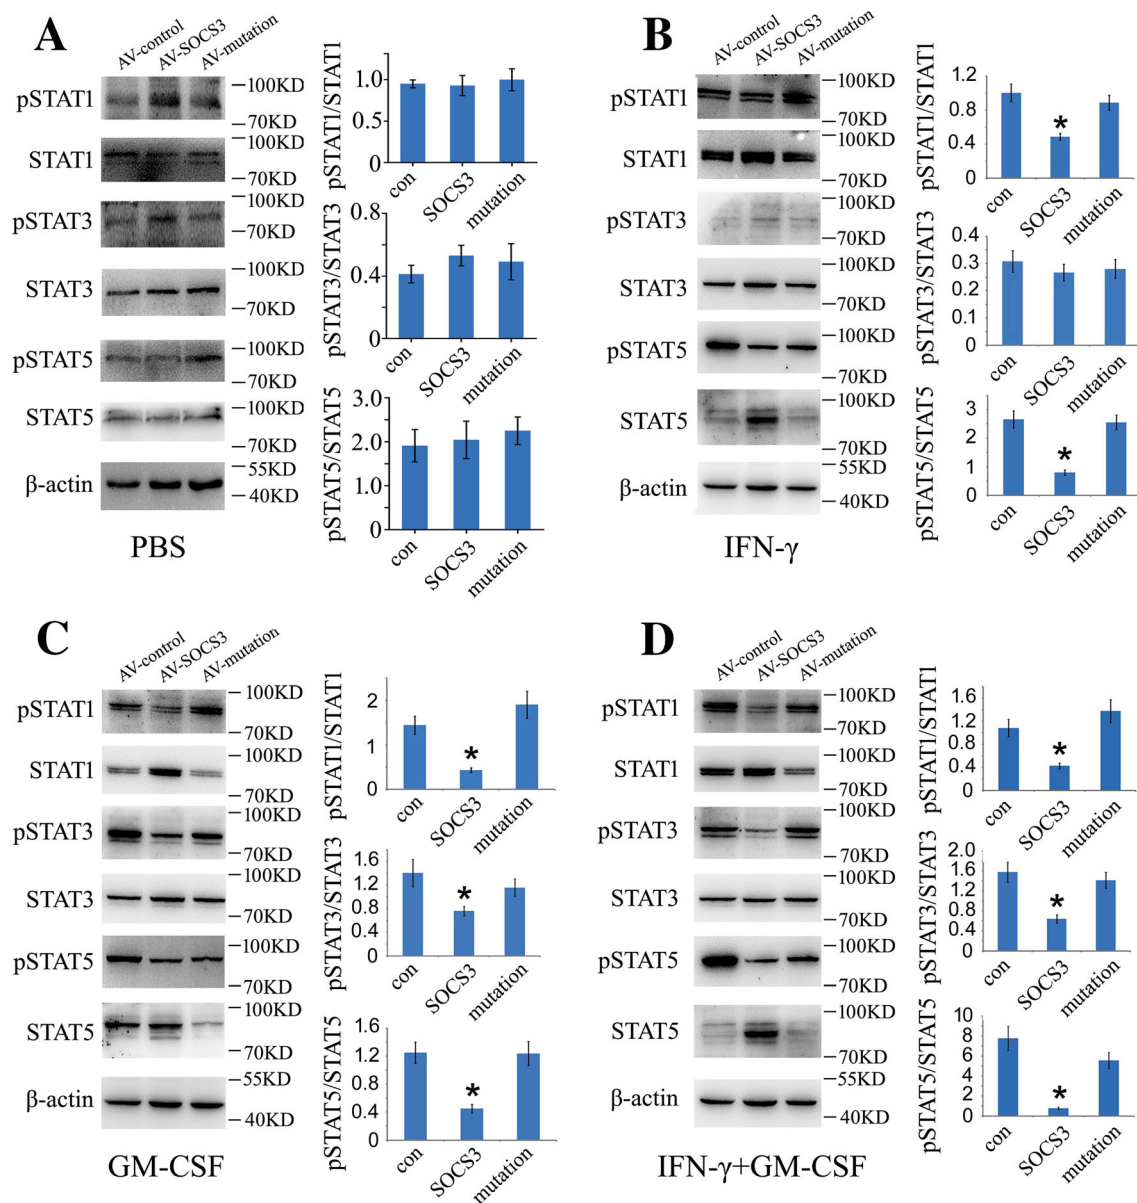 A
AV-control
AV-SOCS3
AV-mutation
pSTAT1
–100KD
–70KD
STAT1
–100KD
–70KD
pSTAT3
–100KD
–70KD
STAT3
–100KD
–70KD
pSTAT5
–100KD
–70KD
STAT5
–100KD
–70KD
β-actin
–55KD
–40KD
PBS
pSTAT1/STAT1
1.0
0.5
0
con
SOCS3
mutation
pSTAT3/STAT3
0.8
0.4
0
con
SOCS3
mutation
pSTAT5/STAT5
3.0
2.0
1.0
0
con
SOCS3
mutation
B
AV-control
AV-SOCS3
AV-mutation
pSTAT1
–100KD
–70KD
STAT1
–100KD
–70KD
pSTAT3
–100KD
–70KD
STAT3
–100KD
–70KD
pSTAT5
–100KD
–70KD
STAT5
–100KD
–70KD
β-actin
–55KD
–40KD
IFN-γ
pSTAT1/STAT1
1.2
0.8
0.4
0
*
con
SOCS3
mutation
pSTAT3/STAT3
0.4
0.3
0.2
0.1
0
con
SOCS3
mutation
pSTAT5/STAT5
3
2
1
0
*
con
SOCS3
mutation
C
AV-control
AV-SOCS3
AV-mutation
pSTAT1
–100KD
–70KD
STAT1
–100KD
–70KD
pSTAT3
–100KD
–70KD
STAT3
–100KD
–70KD
pSTAT5
–100KD
–70KD
STAT5
–100KD
–70KD
β-actin
–55KD
–40KD
GM-CSF
pSTAT1/STAT1
2
1
0
*
con
SOCS3
mutation
pSTAT3/STAT3
1.6
1.2
0.8
0.4
0
*
con
SOCS3
mutation
pSTAT5/STAT5
1.6
1.2
0.8
0.4
0
*
con
SOCS3
mutation
D
AV-control
AV-SOCS3
AV-mutation
pSTAT1
–100KD
–70KD
STAT1
–100KD
–70KD
pSTAT3
–100KD
–70KD
STAT3
–100KD
–70KD
pSTAT5
–100KD
–70KD
STAT5
–100KD
–70KD
β-actin
–55KD
–40KD
IFN-γ+GM-CSF
pSTAT1/STAT1
1.6
1.2
0.8
0.4
0
*
con
SOCS3
mutation
pSTAT3/STAT3
2.0
1.6
1.2
0.8
0.4
0
*
con
SOCS3
mutation
pSTAT5/STAT5
10
8
6
4
2
0
*
con
SOCS3
mutation